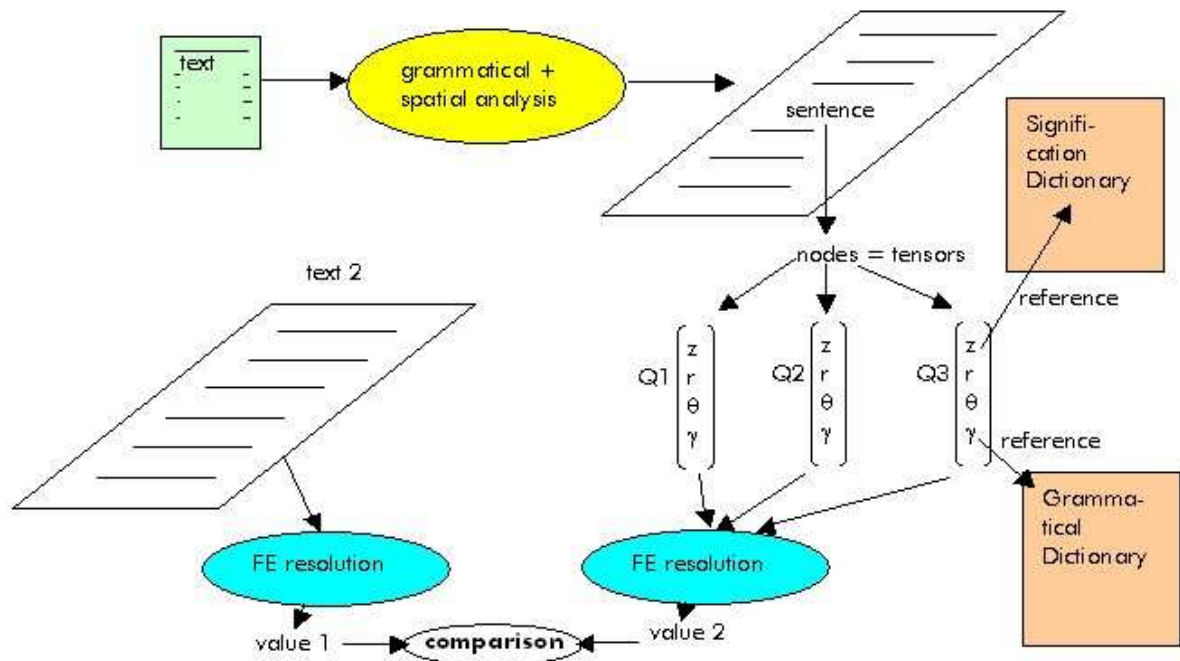 text
grammatical +
spatial analysis
sentence
Signifi-
cation
Dictionary
nodes = tensors
reference
text 2
Q1
z
r
θ
γ
Q2
z
r
θ
γ
Q3
z
r
θ
γ
reference
Gramma-
tical
Dictionary
FE resolution
FE resolution
value 1
comparison
value 2